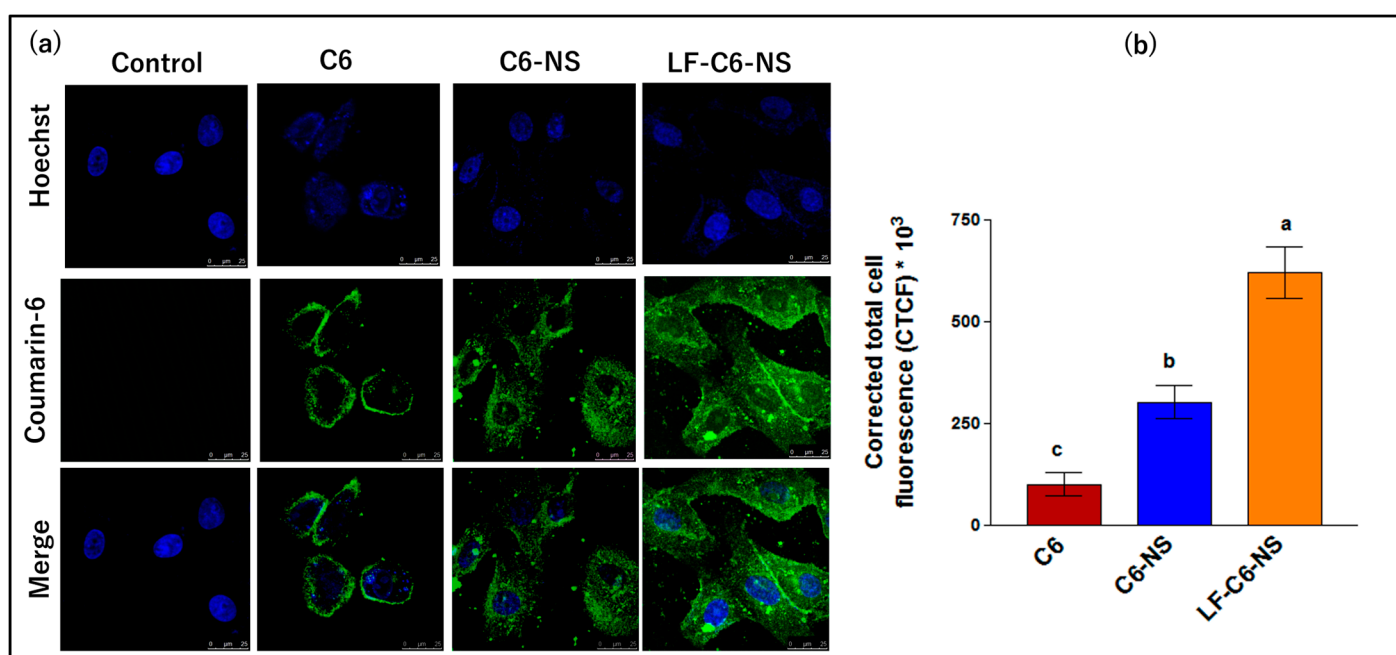 (a)
Control C6 C6-NS LF-C6-NS
Hoechst
0 µm 25 0 µm 25 0 µm 25 0 µm 25
Coumarin-6
0 µm 25 0 µm 25 0 µm 25 0 µm 25
Merge
0 µm 25 0 µm 25 0 µm 25 0 µm 25
(b)
Corrected total cell
fluorescence (CTCF) * 10³
750
500
250
0
c
b
a
C6
C6-NS
LF-C6-NS